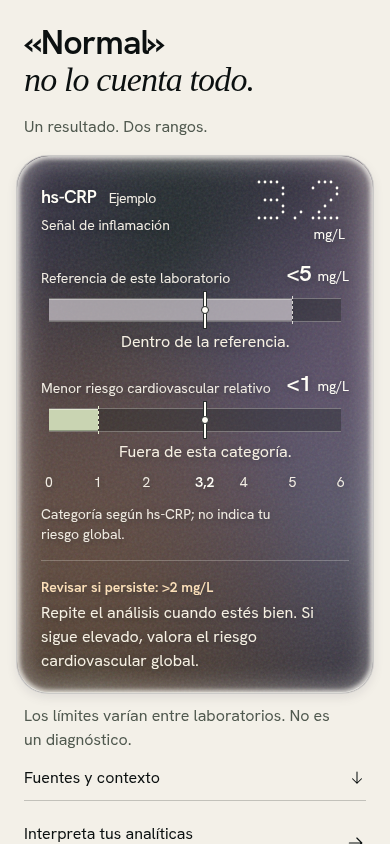 «Normal»
no lo cuenta todo.
Un resultado. Dos rangos.
hs-CRP Ejemplo
3,2
Señal de inflamación
mg/L
Referencia de este laboratorio <5 mg/L
Dentro de la referencia.
Menor riesgo cardiovascular relativo <1 mg/L
Fuera de esta categoría.
0 1 2 3,2 4 5 6
Categoría según hs-CRP; no indica tu
riesgo global.
Revisar si persiste: >2 mg/L
Repite el análisis cuando estés bien. Si
sigue elevado, valora el riesgo
cardiovascular global.
Los límites varían entre laboratorios. No es
un diagnóstico.
Fuentes y contexto ↓
Interpreta tus analíticas →